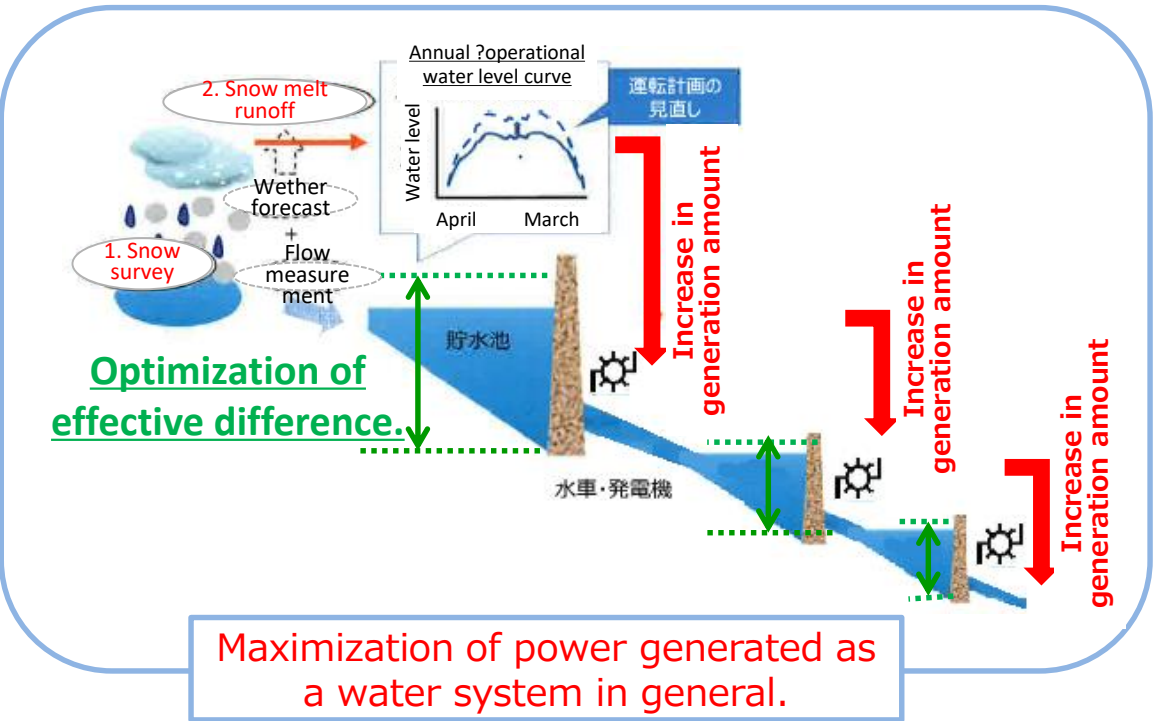 Annual ?operational
water level curve
運転計画の
見直し
2. Snow melt
runoff
Water level
April
March
Wether
forecast
+
Flow
measure
ment
1. Snow
survey
Increase in
generation amount
貯水池
Optimization of
effective difference.
Increase in
generation amount
水車・発電機
Increase in
generation amount
Maximization of power generated as
a water system in general.